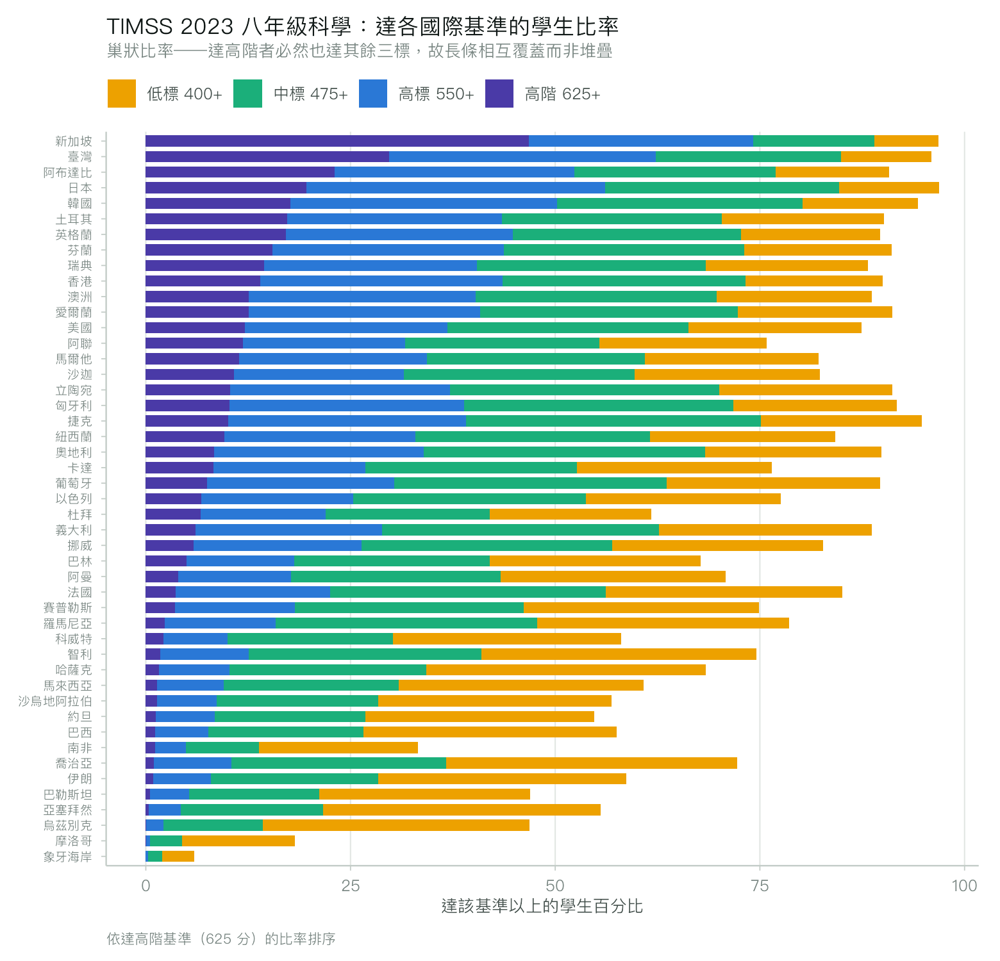 TIMSS 2023 八年級科學：達各國際基準的學生比率
巢狀比率——達高階者必然也達其餘三標，故長條相互覆蓋而非堆疊
低標 400+ 中標 475+ 高標 550+ 高階 625+
新加坡
臺灣
阿布達比
日本
韓國
土耳其
英格蘭
芬蘭
瑞典
香港
澳洲
愛爾蘭
美國
阿聯
馬爾他
沙迦
立陶宛
匈牙利
捷克
紐西蘭
奧地利
卡達
葡萄牙
以色列
杜拜
義大利
挪威
巴林
阿曼
法國
賽普勒斯
羅馬尼亞
科威特
智利
哈薩克
馬來西亞
沙烏地阿拉伯
約旦
巴西
南非
喬治亞
伊朗
巴勒斯坦
亞塞拜然
烏茲別克
摩洛哥
象牙海岸
0 25 50 75 100
達該基準以上的學生百分比
依達高階基準（625 分）的比率排序